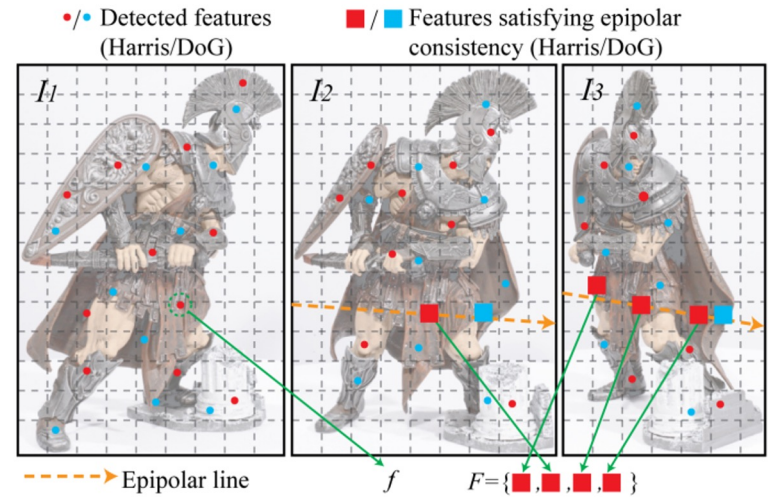 •/• Detected features
(Harris/DoG)
■/■ Features satisfying epipolar
consistency (Harris/DoG)
I1
I2
I3
Epipolar line
f
F={■,■,■,■}